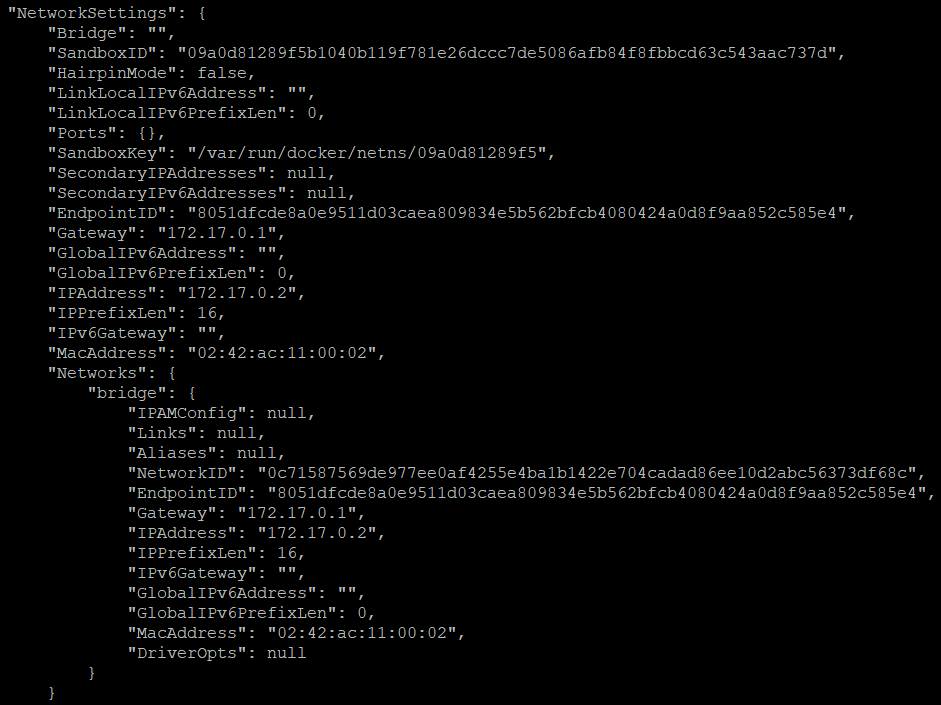 "NetworkSettings": {
"Bridge": "",
"SandboxID": "09a0d81289f5b1040b119f781e26dccc7de5086afb84f8fbbcd63c543aac737d",
"HairpinMode": false,
"LinkLocalIPv6Address": "",
"LinkLocalIPv6PrefixLen": 0,
"Ports": {},
"SandboxKey": "/var/run/docker/netns/09a0d81289f5",
"SecondaryIPAddresses": null,
"SecondaryIPv6Addresses": null,
"EndpointID": "8051dfcde8a0e9511d03caea809834e5b562bfcb4080424a0d8f9aa852c585e4",
"Gateway": "172.17.0.1",
"GlobalIPv6Address": "",
"GlobalIPv6PrefixLen": 0,
"IPAddress": "172.17.0.2",
"IPPrefixLen": 16,
"IPv6Gateway": "",
"MacAddress": "02:42:ac:11:00:02",
"Networks": {
"bridge": {
"IPAMConfig": null,
"Links": null,
"Aliases": null,
"NetworkID": "0c71587569de977ee0af4255e4ba1b1422e704cadad86ee10d2abc56373df68c",
"EndpointID": "8051dfcde8a0e9511d03caea809834e5b562bfcb4080424a0d8f9aa852c585e4",
"Gateway": "172.17.0.1",
"IPAddress": "172.17.0.2",
"IPPrefixLen": 16,
"IPv6Gateway": "",
"GlobalIPv6Address": "",
"GlobalIPv6PrefixLen": 0,
"MacAddress": "02:42:ac:11:00:02",
"DriverOpts": null
}
}